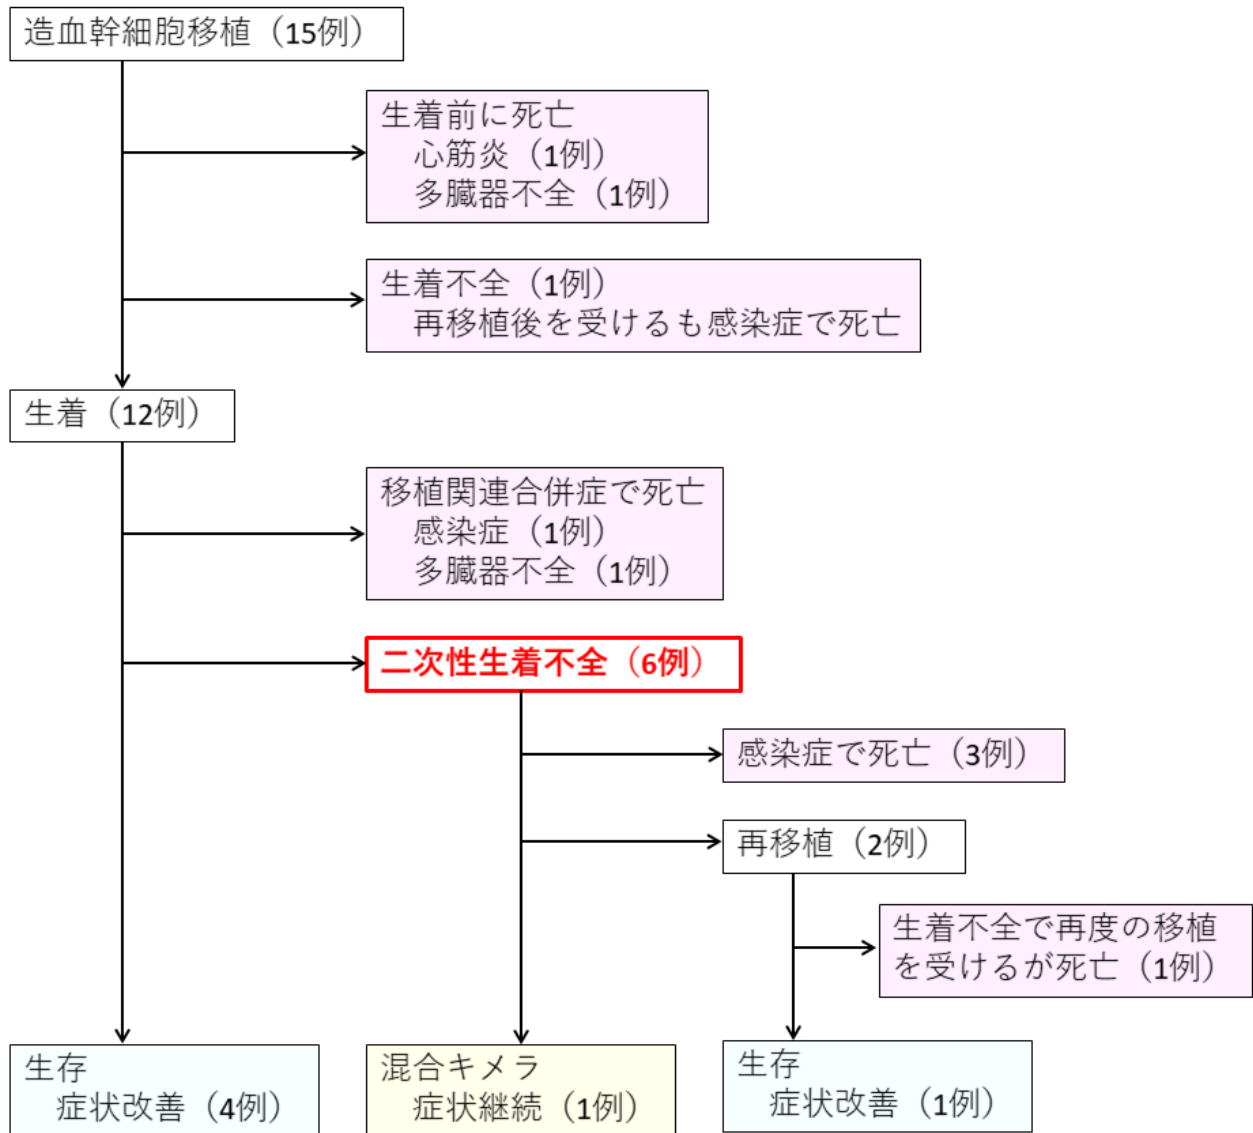 造血幹細胞移植（15例）
生着前に死亡
心筋炎（1例）
多臓器不全（1例）
生着不全（1例）
再移植後を受けるも感染症で死亡
生着（12例）
移植関連合併症で死亡
感染症（1例）
多臓器不全（1例）
二次性生着不全（6例）
感染症で死亡（3例）
再移植（2例）
生着不全で再度の移植
を受けるが死亡（1例）
生存
症状改善（4例）
混合キメラ
症状継続（1例）
生存
症状改善（1例）